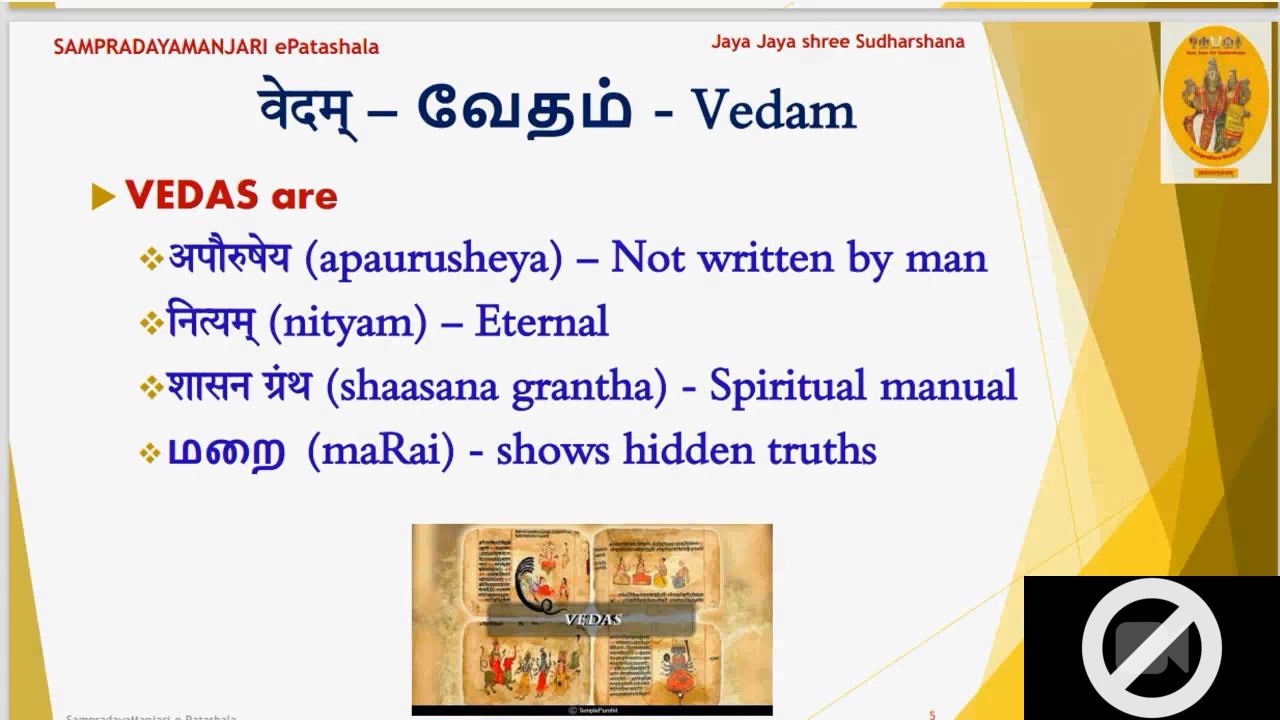 SAMPRADAYAMANJARI ePatashala
Jaya Jaya shree Sudharshana
वेदम् – வேதம் - Vedam
VEDAS are
अपौरुषेय (apaurusheya) – Not written by man
नित्यम् (nityam) – Eternal
शासन ग्रंथ (shaasana grantha) - Spiritual manual
மறை (maRai) - shows hidden truths
VEDAS
© TemplePurohit
SampradayaManjari e-Patashala
5